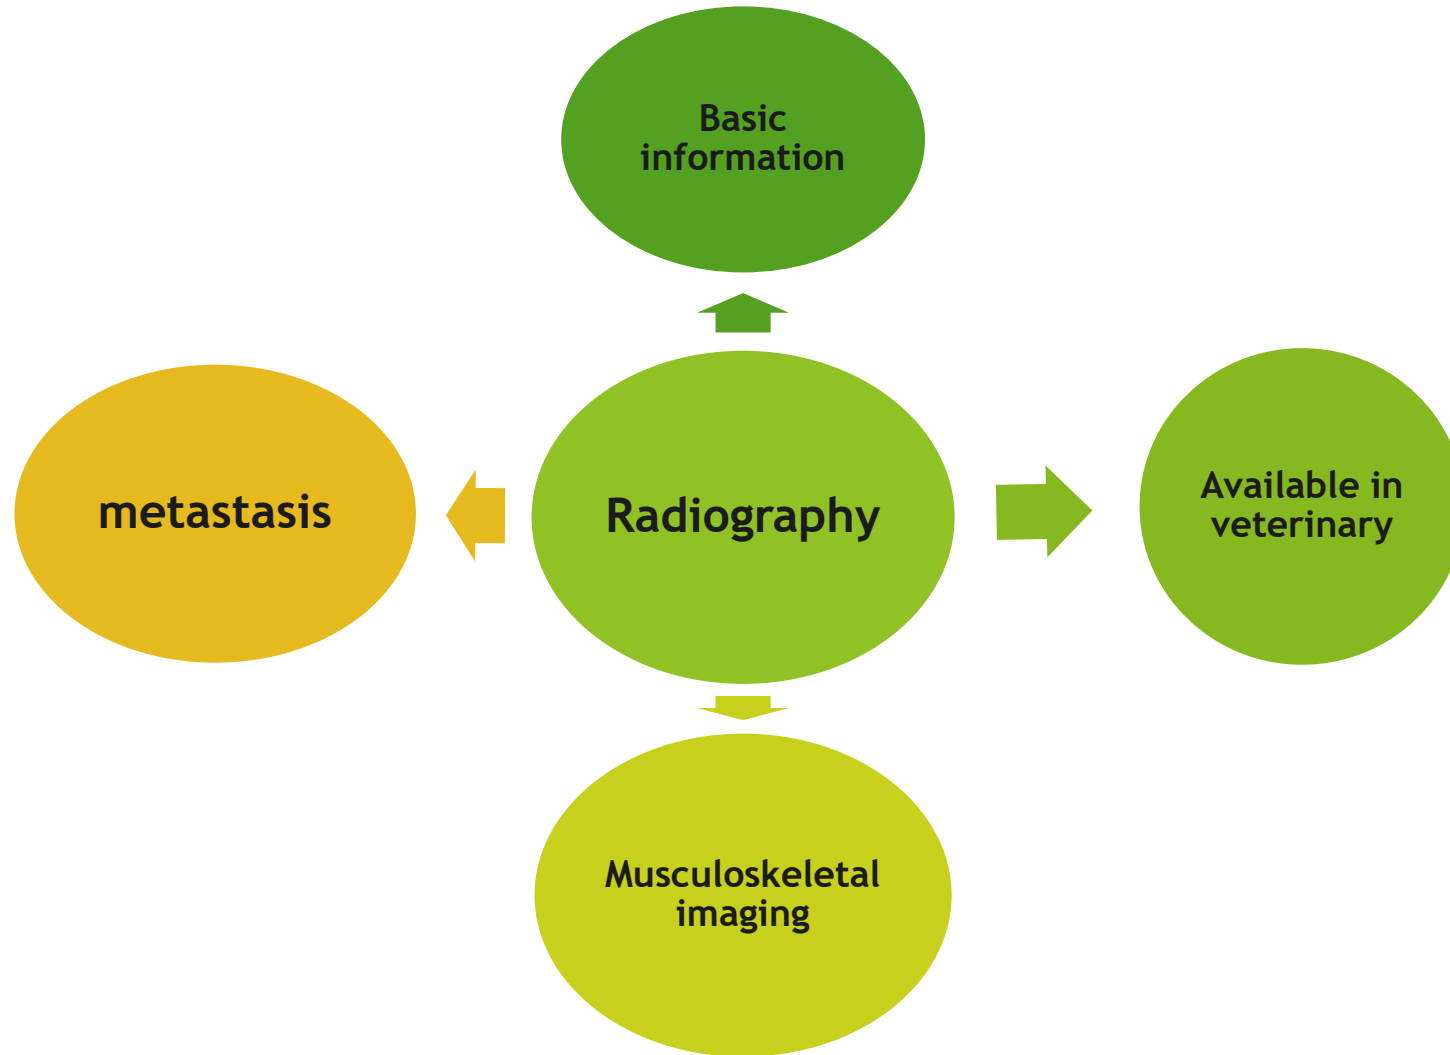 Basic
information
metastasis
Radiography
Available in
veterinary
Musculoskeletal
imaging